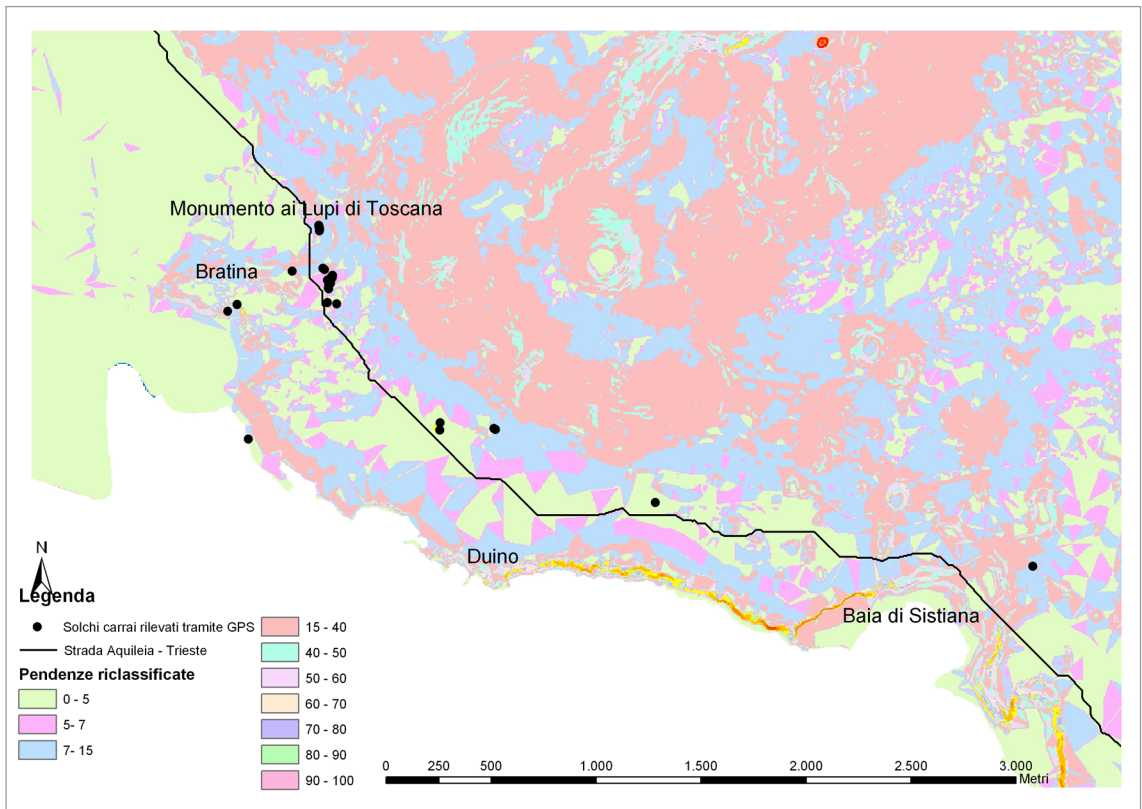 Monumento ai Lupi di Toscana
Bratina
Duino
Baia di Sistiana
N
Legenda
Solchi carrai rilevati tramite GPS
Strada Aquileia - Trieste
Pendenze riclassificate
0 - 5
5- 7
7- 15
15 - 40
40 - 50
50 - 60
60 - 70
70 - 80
80 - 90
90 - 100
0 250 500 1.000 1.500 2.000 2.500 3.000
Metri